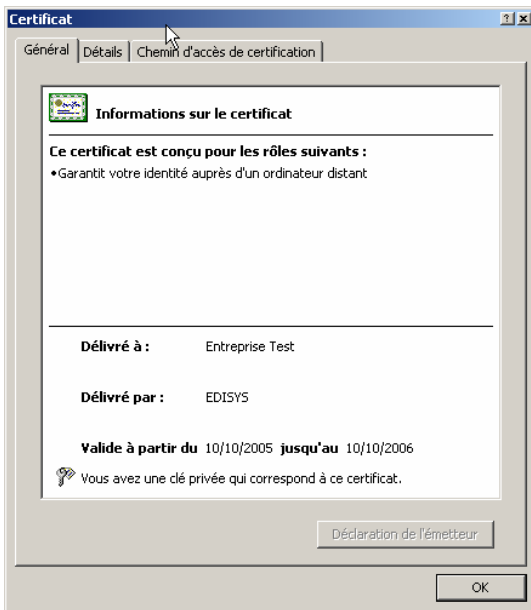 Certificat
Général Détails Chemin d'accès de certification
Informations sur le certificat
Ce certificat est conçu pour les rôles suivants :
•Garantit votre identité auprès d'un ordinateur distant
Délivré à : Entreprise Test
Délivré par : EDISYS
Valide à partir du 10/10/2005 jusqu'au 10/10/2006
Vous avez une clé privée qui correspond à ce certificat.
Déclaration de l'émetteur
OK